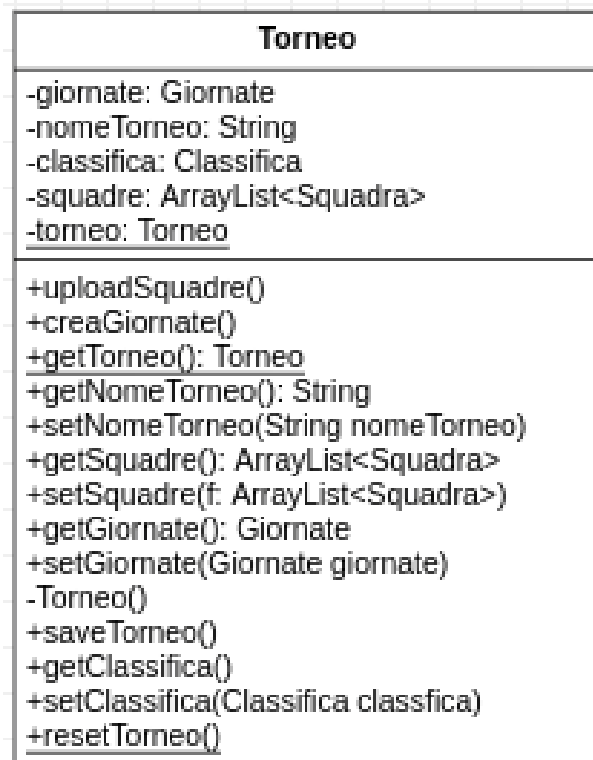 Torneo
-giornate: Giornate
-nomeTorneo: String
-classifica: Classifica
-squadre: ArrayList<Squadra>
-torneo: Torneo
+uploadSquadre()
+creaGiornate()
+getTorneo(): Torneo
+getNomeTorneo(): String
+setNomeTorneo(String nomeTorneo)
+getSquadre(): ArrayList<Squadra>
+setSquadre(f: ArrayList<Squadra>)
+getGiornate(): Giornate
+setGiornate(Giornate giornate)
-Torneo()
+saveTorneo()
+getClassifica()
+setClassifica(Classifica classfica)
+resetTorneo()